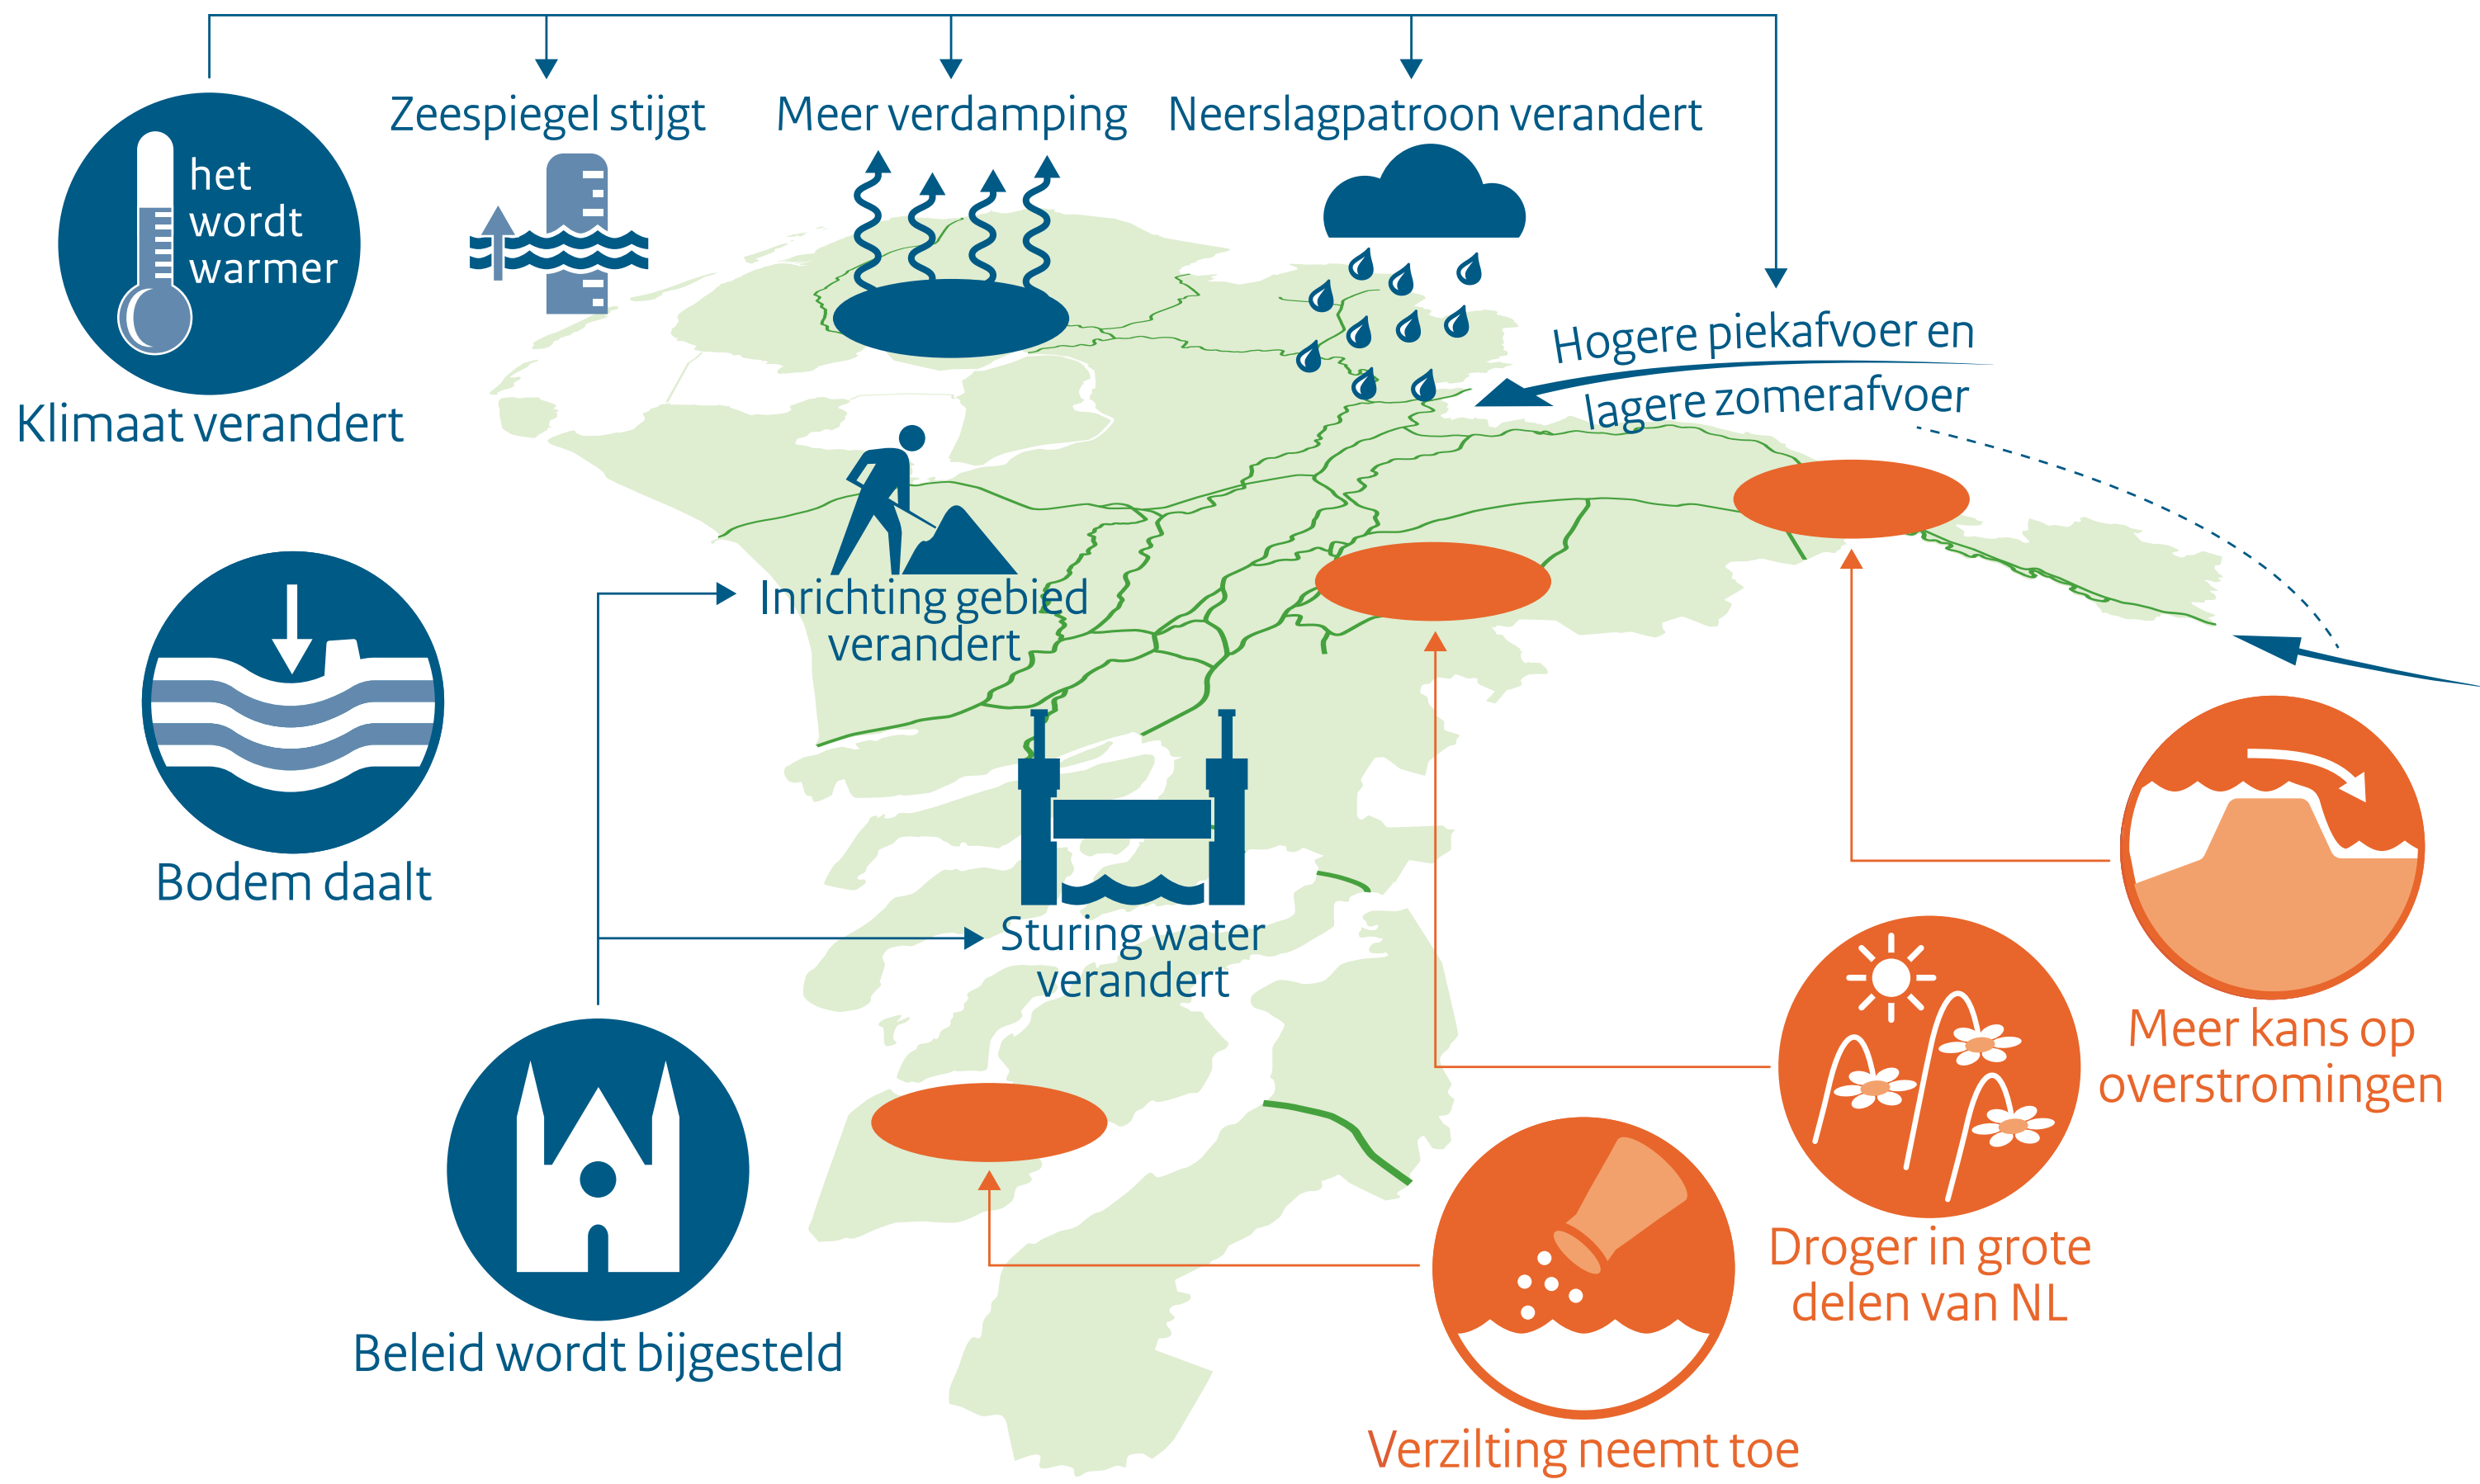 Zeespiegel stijgt
Meer verdamping
Neerslagpatroon verandert
het
wordt
warmer
Klimaat verandert
Hogere piekafvoer en
lagere zomerafvoer
Inrichting gebied
verandert
Bodem daalt
Sturing water
verandert
Meer kans op
overstromingen
Droger in grote
delen van NL
Beleid wordt bijgesteld
Verzilting neemt toe